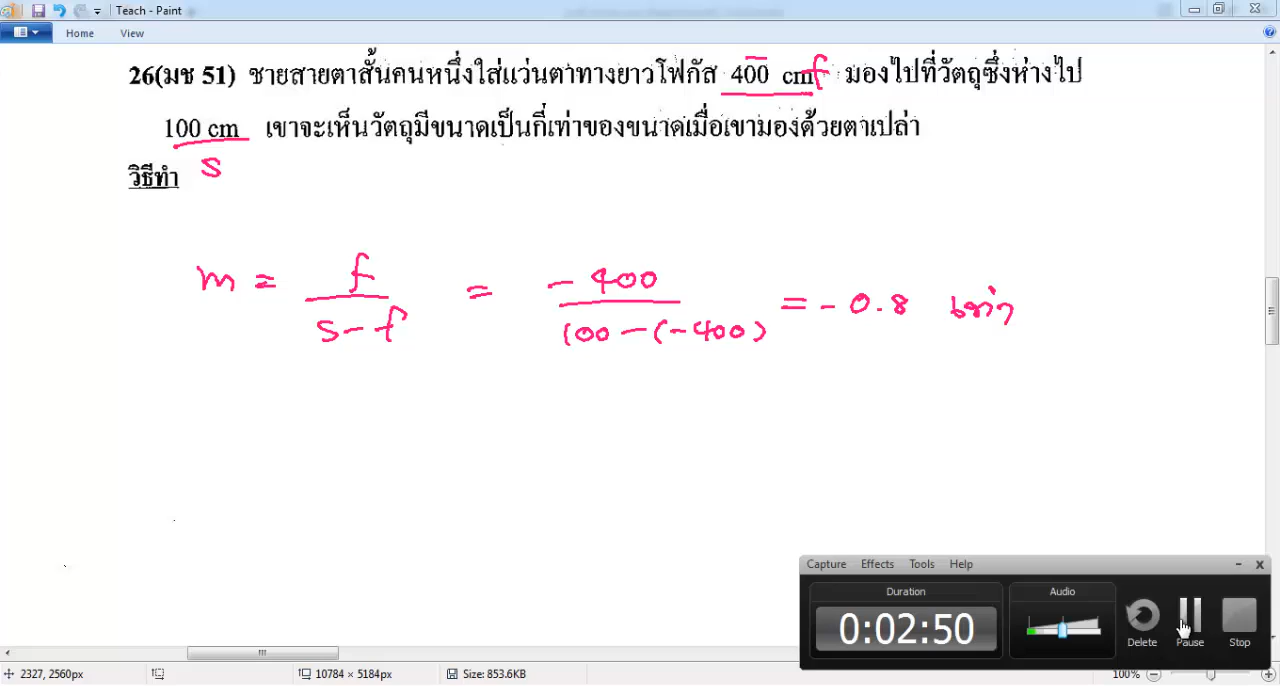 Teach - Paint
Home View
26(มช 51) ชายสายตาสั้นคนหนึ่งใส่แว่นตาทางยาวโฟกัส 400 cm f มองไปที่วัตถุซึ่งห่างไป
100 cm เขาจะเห็นวัตถุมีขนาดเป็นกี่เท่าของขนาดเมื่อเขามองด้วยตาเปล่า
S
วิธีทำ
m = f / s - f = - 400 / 100 - (-400) = - 0.8 เท่า
Capture Effects Tools Help
Duration Audio
0:02:50
Delete Pause Stop
2327, 2560px 10784 × 5184px Size: 853.6KB 100%